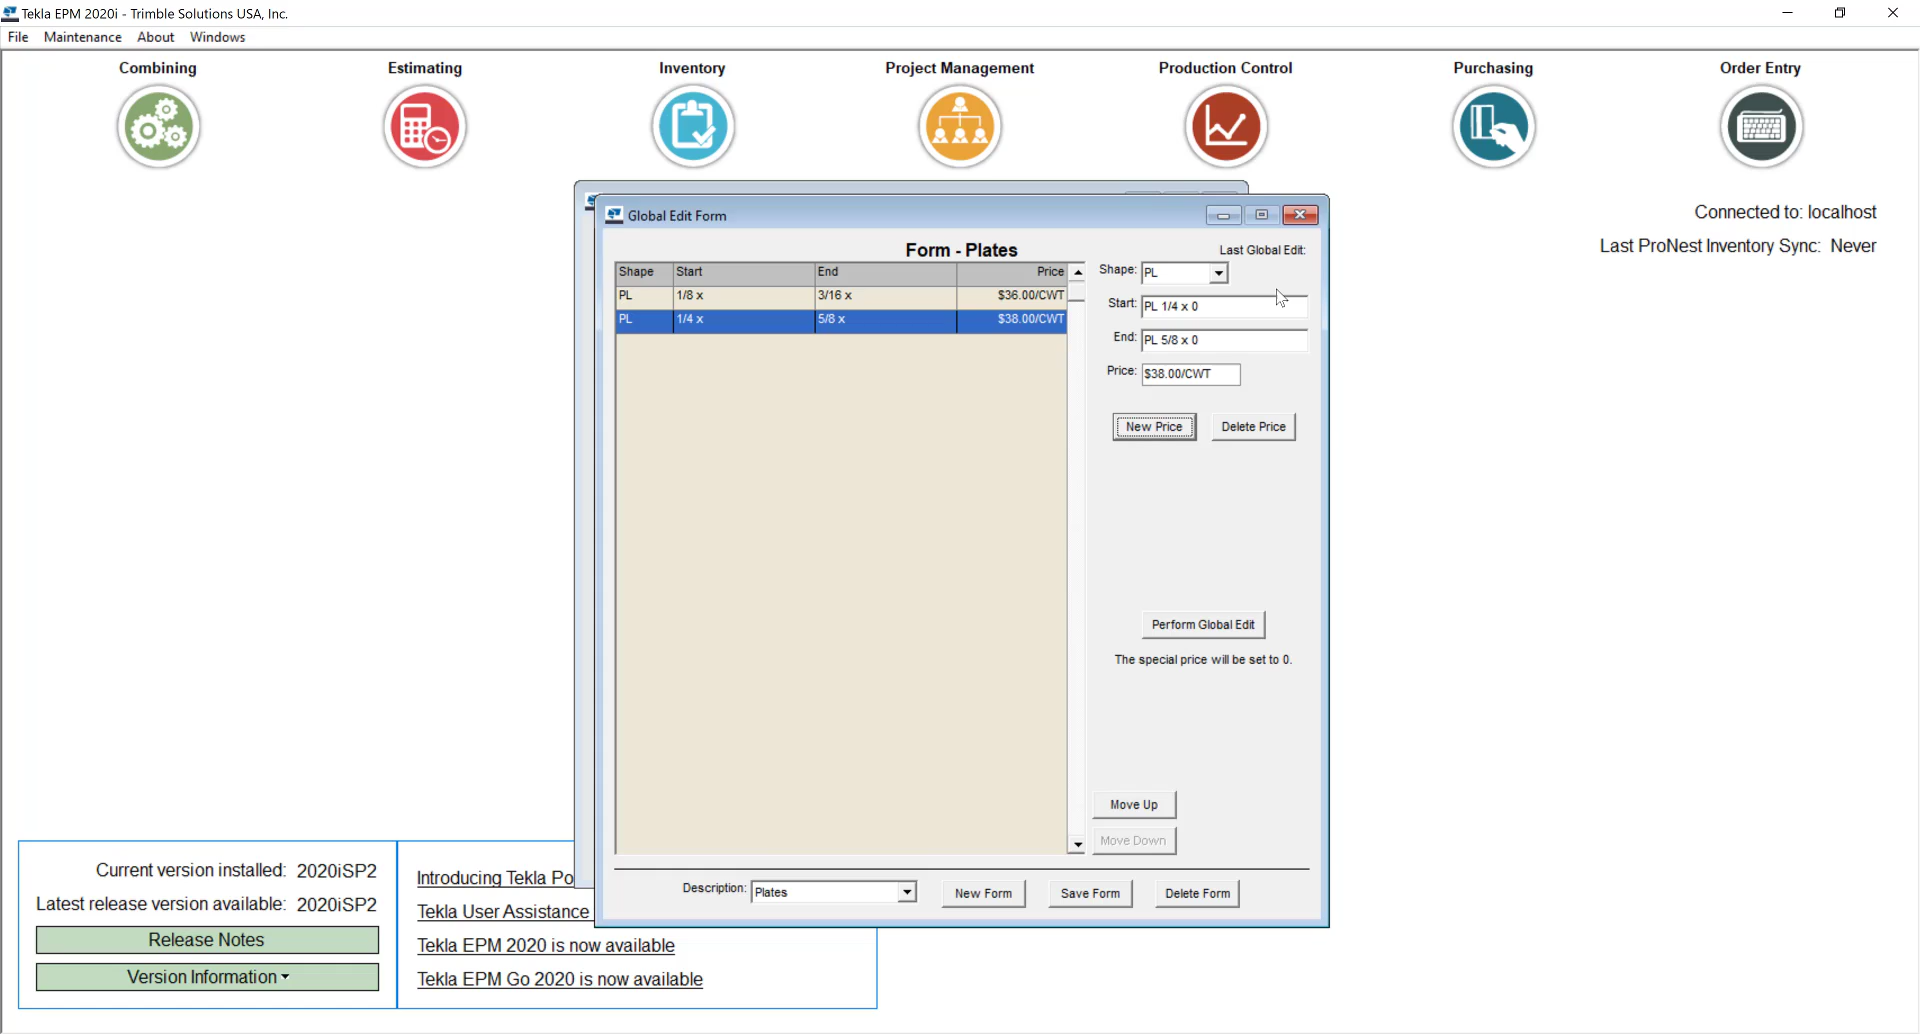 Tekla EPM 2020i - Trimble Solutions USA, Inc.
File Maintenance About Windows
Combining Estimating Inventory Project Management Production Control Purchasing Order Entry
Connected to: localhost
Last ProNest Inventory Sync: Never
Global Edit Form
Form - Plates
Last Global Edit:
Shape Start End Price
PL 1/8 x 3/16 x $36.00/CWT
PL 1/4 x 5/8 x $38.00/CWT
Shape: PL
Start: PL 1/4 x 0
End: PL 5/8 x 0
Price: $38.00/CWT
New Price Delete Price
Perform Global Edit
The special price will be set to 0.
Move Up
Move Down
Description: Plates New Form Save Form Delete Form
Current version installed: 2020iSP2
Latest release version available: 2020iSP2
Release Notes
Version Information
Introducing Tekla Po
Tekla User Assistance
Tekla EPM 2020 is now available
Tekla EPM Go 2020 is now available